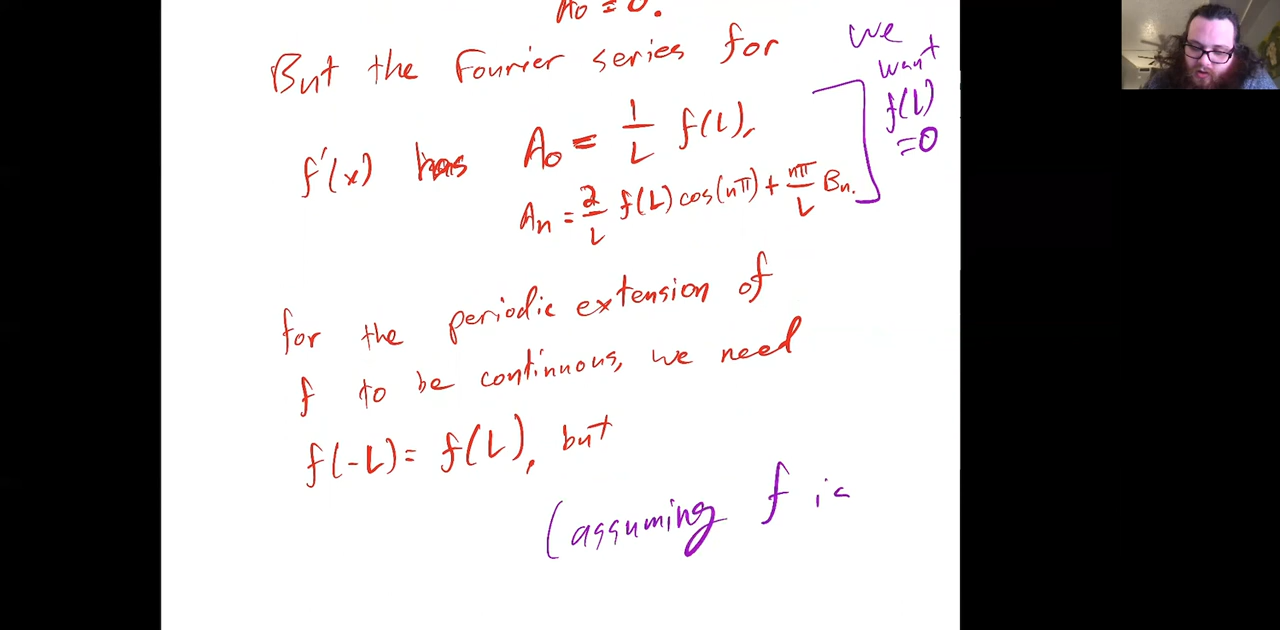 A₀ = 0.
But the Fourier series for
f'(x) has A₀ = 1/L f(L).
Aₙ = 2/L f(L) cos(nπ) + nπ/L Bₙ.
we
want
f(L)
=0
for the periodic extension of
f to be continuous, we need
f(-L) = f(L), but
(assuming f is